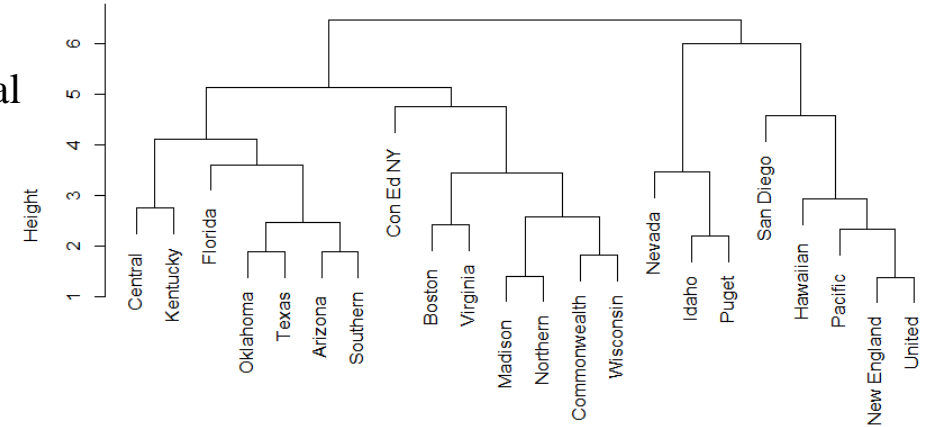 al
Height
6
5
4
3
2
1
Central
Kentucky
Florida
Oklahoma
Texas
Arizona
Southern
Con Ed NY
Boston
Virginia
Madison
Northern
Commonwealth
Wisconsin
Nevada
Idaho
Puget
San Diego
Hawaiian
Pacific
New England
United